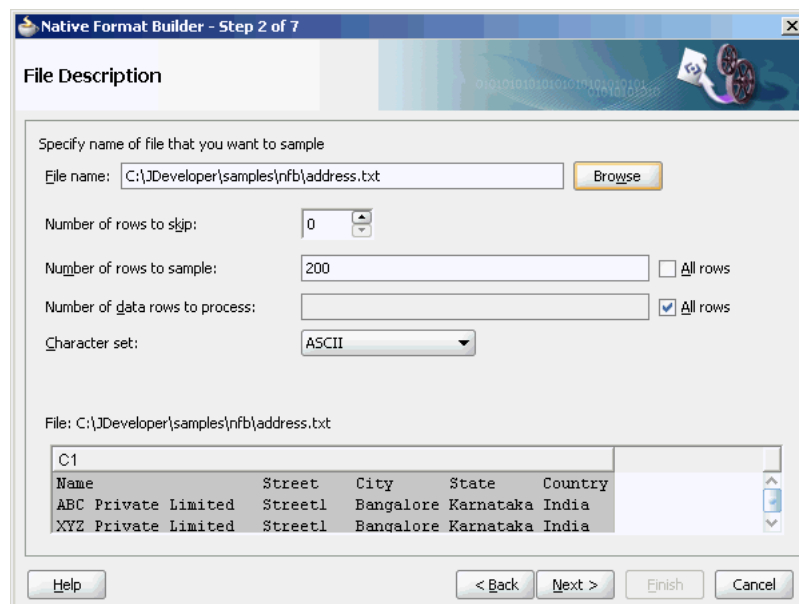 Native Format Builder - Step 2 of 7
File Description
Specify name of file that you want to sample
File name: C:\JDeveloper\samples\nfb\address.txt Browse
Number of rows to skip: 0
Number of rows to sample: 200 All rows
Number of data rows to process: All rows
Character set: ASCII
File: C:\JDeveloper\samples\nfb\address.txt
C1
Name Street City State Country
ABC Private Limited Street1 Bangalore Karnataka India
XYZ Private Limited Street1 Bangalore Karnataka India
Help < Back Next > Finish Cancel